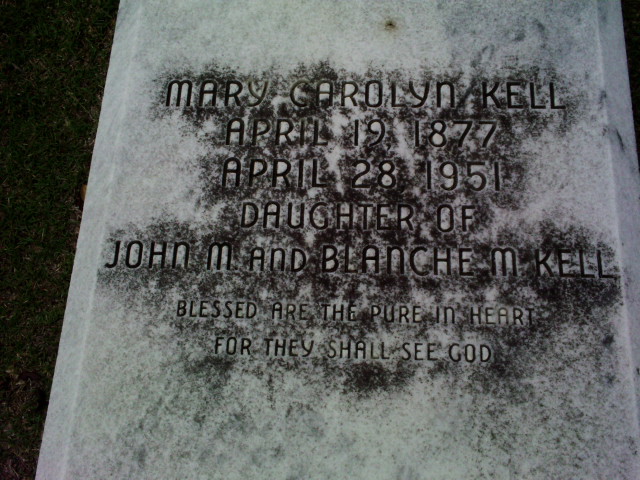 MARY CAROLYN KELL
APRIL 19 1877
APRIL 28 1951
DAUGHTER OF
JOHN M. AND BLANCHE M. KELL
BLESSED ARE THE PURE IN HEART
FOR THEY SHALL SEE GOD